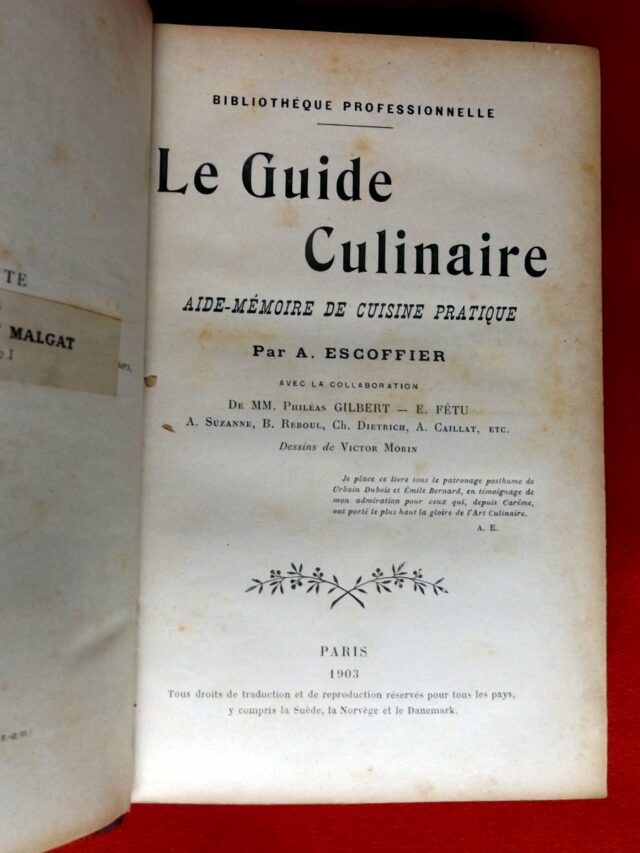 BIBLIOTHÈQUE PROFESSIONNELLE
Le Guide
Culinaire
AIDE-MÉMOIRE DE CUISINE PRATIQUE
Par A. ESCOFFIER
AVEC LA COLLABORATION
DE MM. PHILÉAS GILBERT — E. FÉTU
A. SUZANNE, B. REBOUL, CH. DIETRICH, A. CAILLAT, ETC.
Dessins de VICTOR MORIN
Je place ce livre sous le patronage posthume de
Urbain Dubois et Émile Bernard, en témoignage de
mon admiration pour ceux qui, depuis Carême,
ont porté le plus haut la gloire de l'Art Culinaire.
A. E.
PARIS
1903
Tous droits de traduction et de reproduction réservés pour tous les pays,
y compris la Suède, la Norvège et le Danemark.
TE
MALGAT